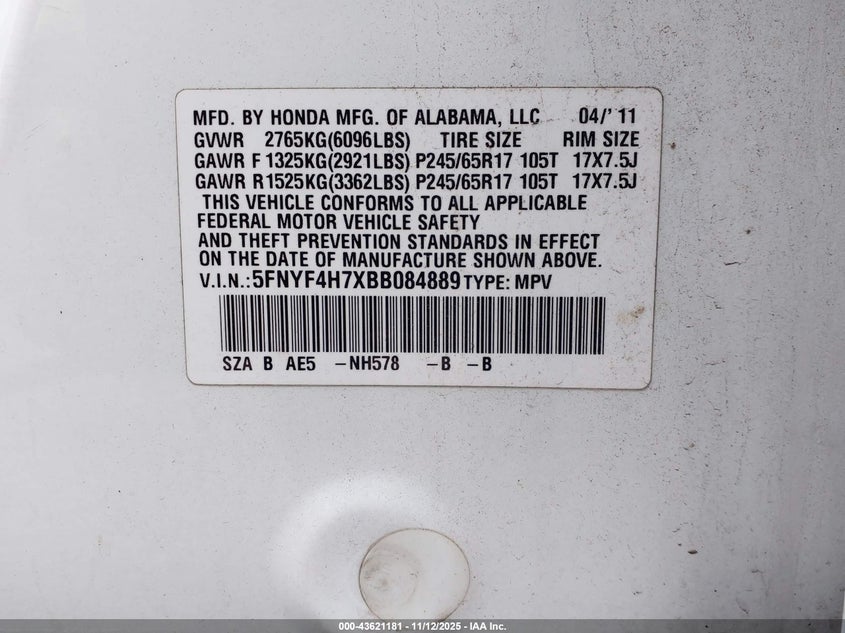 MFD. BY HONDA MFG. OF ALABAMA, LLC 04/'11
GVWR 2765KG(6096LBS) TIRE SIZE RIM SIZE
GAWR F 1325KG(2921LBS) P245/65R17 105T 17X7.5J
GAWR R 1525KG(3362LBS) P245/65R17 105T 17X7.5J
THIS VEHICLE CONFORMS TO ALL APPLICABLE
FEDERAL MOTOR VEHICLE SAFETY
AND THEFT PREVENTION STANDARDS IN EFFECT
ON THE DATE OF MANUFACTURE SHOWN ABOVE.
V.I.N.:5FNYF4H7XBB084889 TYPE: MPV
SZA B AE5 -NH578 -B -B
000-43621181 - 11/12/2025 - IAA Inc.